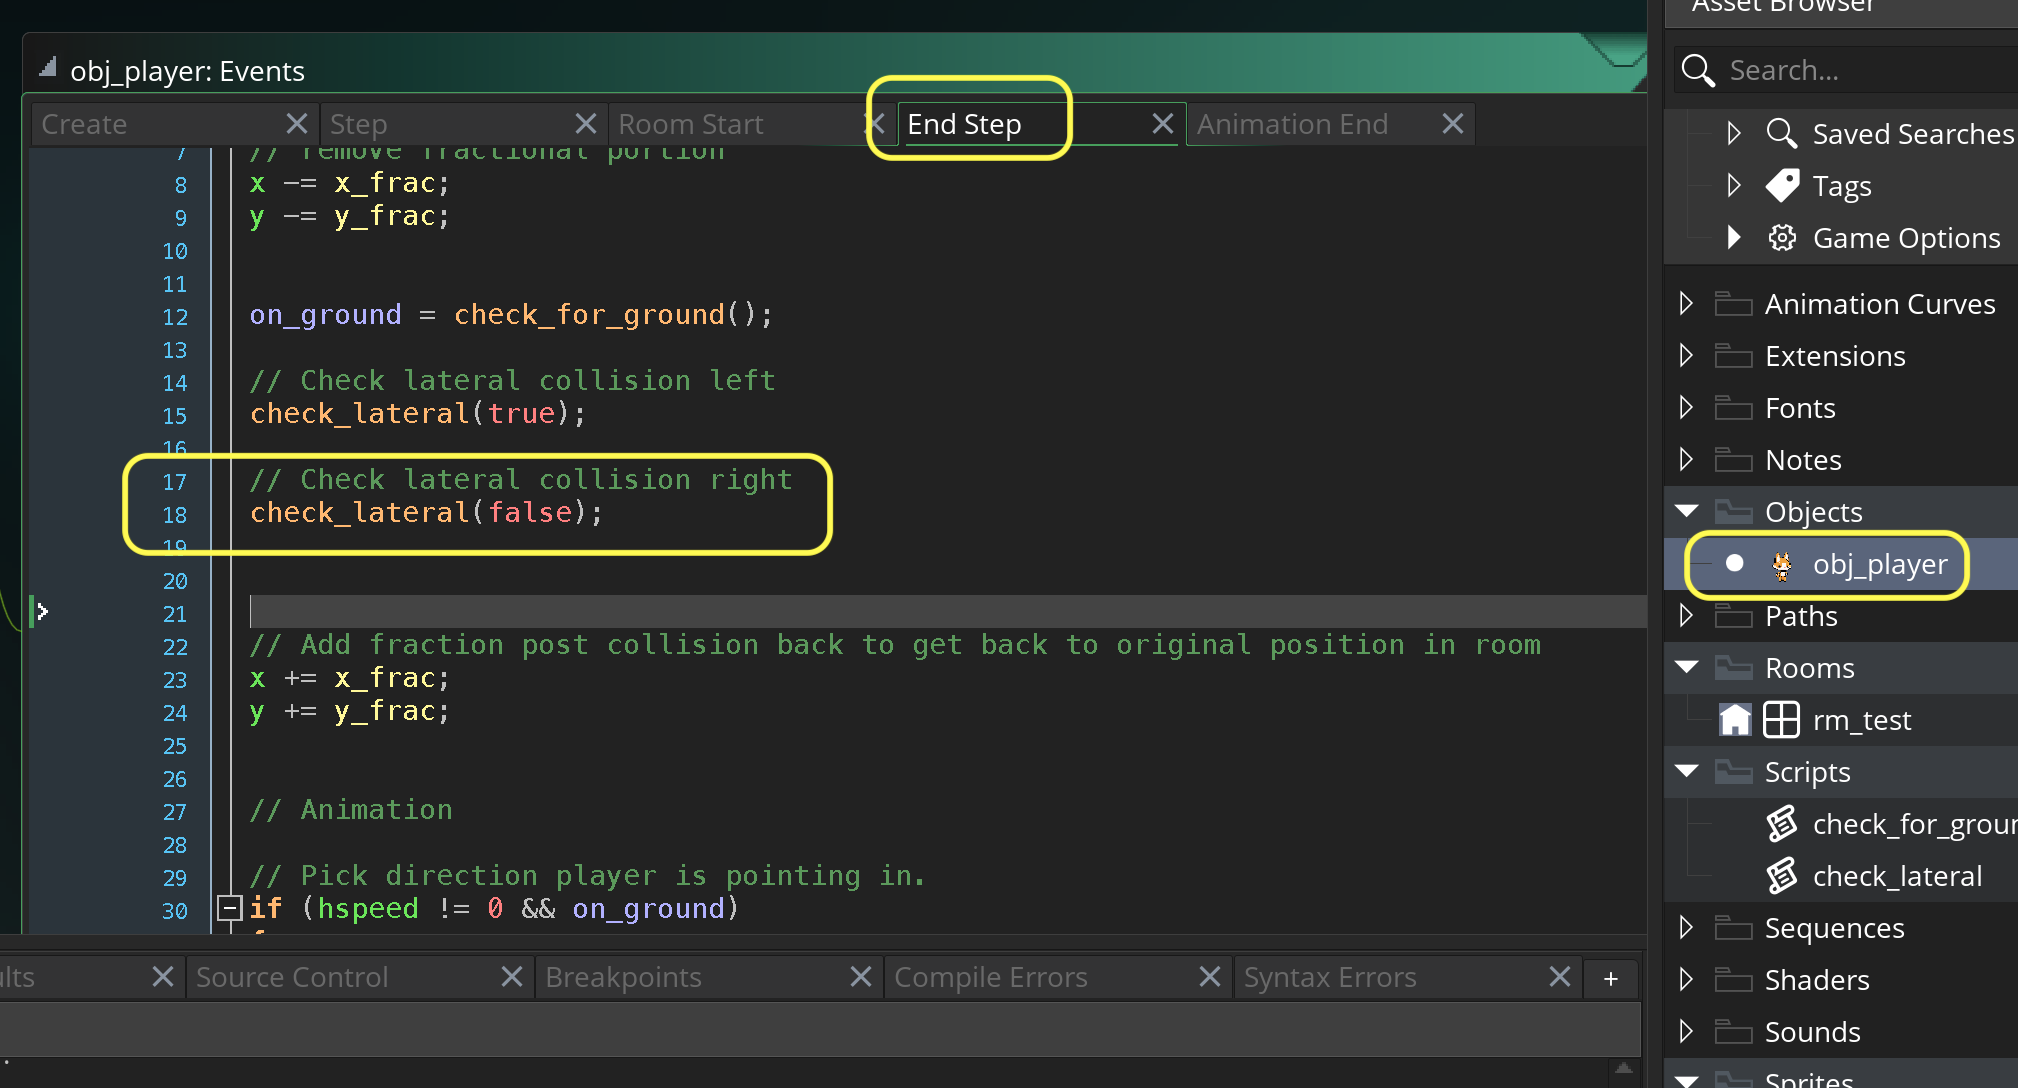 Asset Browser
obj_player: Events
Search...
Create
Step
Room Start
End Step
Animation End
Saved Searches
Tags
Game Options
7 // remove fractional portion
8 x -= x_frac;
9 y -= y_frac;
10
11
12 on_ground = check_for_ground();
13
14 // Check lateral collision left
15 check_lateral(true);
16
17 // Check lateral collision right
18 check_lateral(false);
19
20
21
22 // Add fraction post collision back to get back to original position in room
23 x += x_frac;
24 y += y_frac;
25
26
27 // Animation
28
29 // Pick direction player is pointing in.
30 if (hspeed != 0 && on_ground)
Animation Curves
Extensions
Fonts
Notes
Objects
obj_player
Paths
Rooms
rm_test
Scripts
check_for_groun
check_lateral
Sequences
Shaders
Sounds
Sprites
ults
Source Control
Breakpoints
Compile Errors
Syntax Errors
+